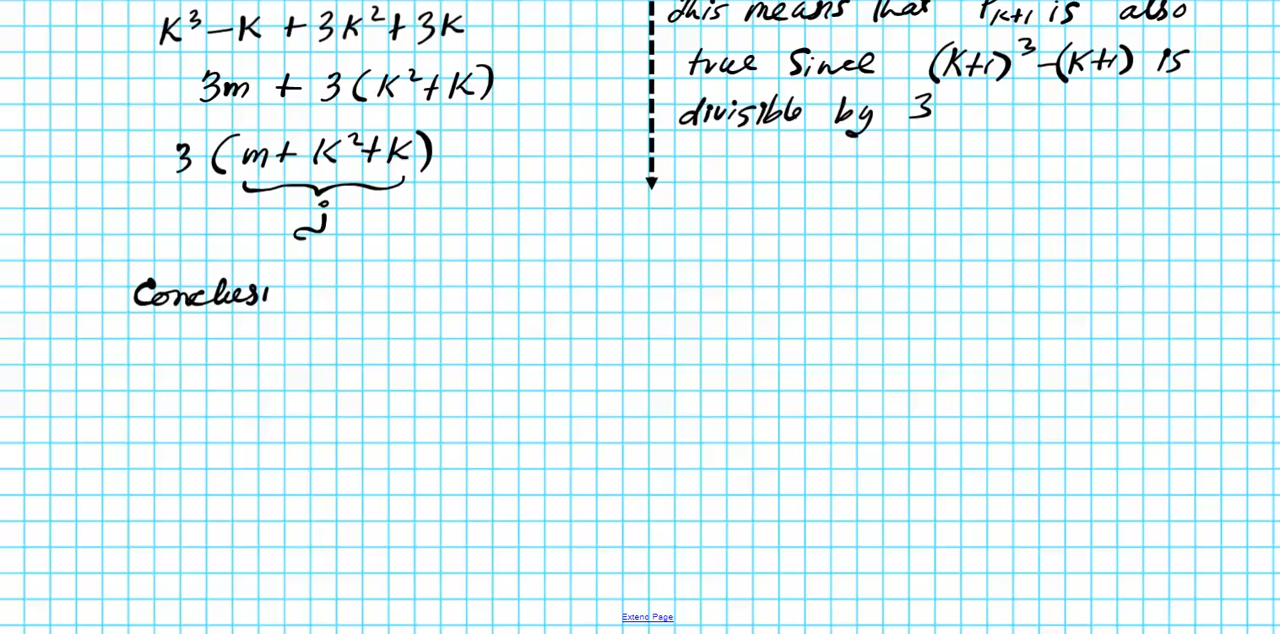 K³ - K + 3K² + 3K
3m + 3(K² + K)
3(m + K² + K)
j
Conclusi
this means that Pₖ₊₁ is also
true since (K+1)³ - (K+1) is
divisible by 3
Extend Page